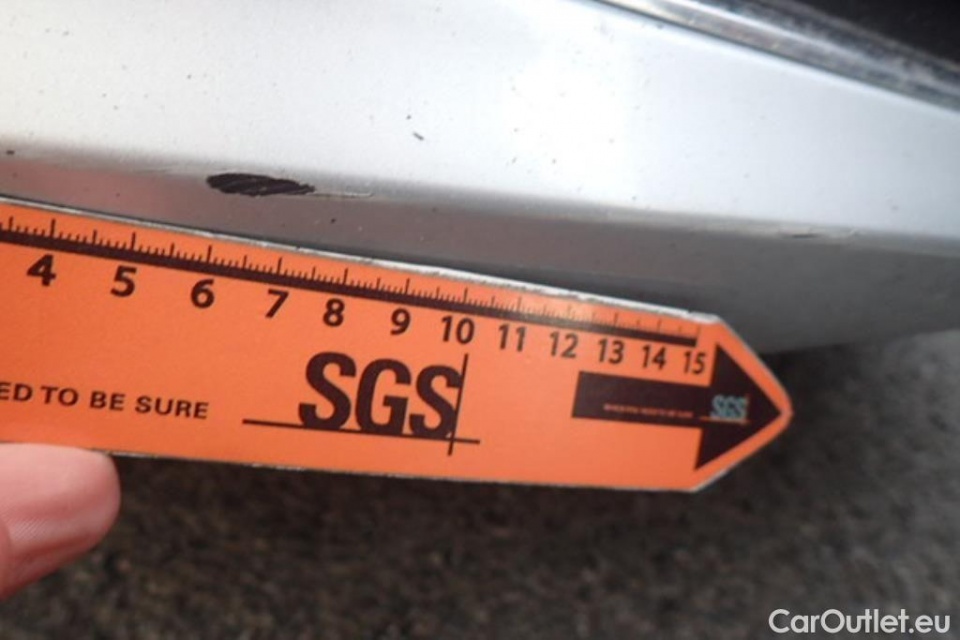 4 5 6 7 8 9 10 11 12 13 14 15
SGS
SGS
ED TO BE SURE
CarOutlet.eu